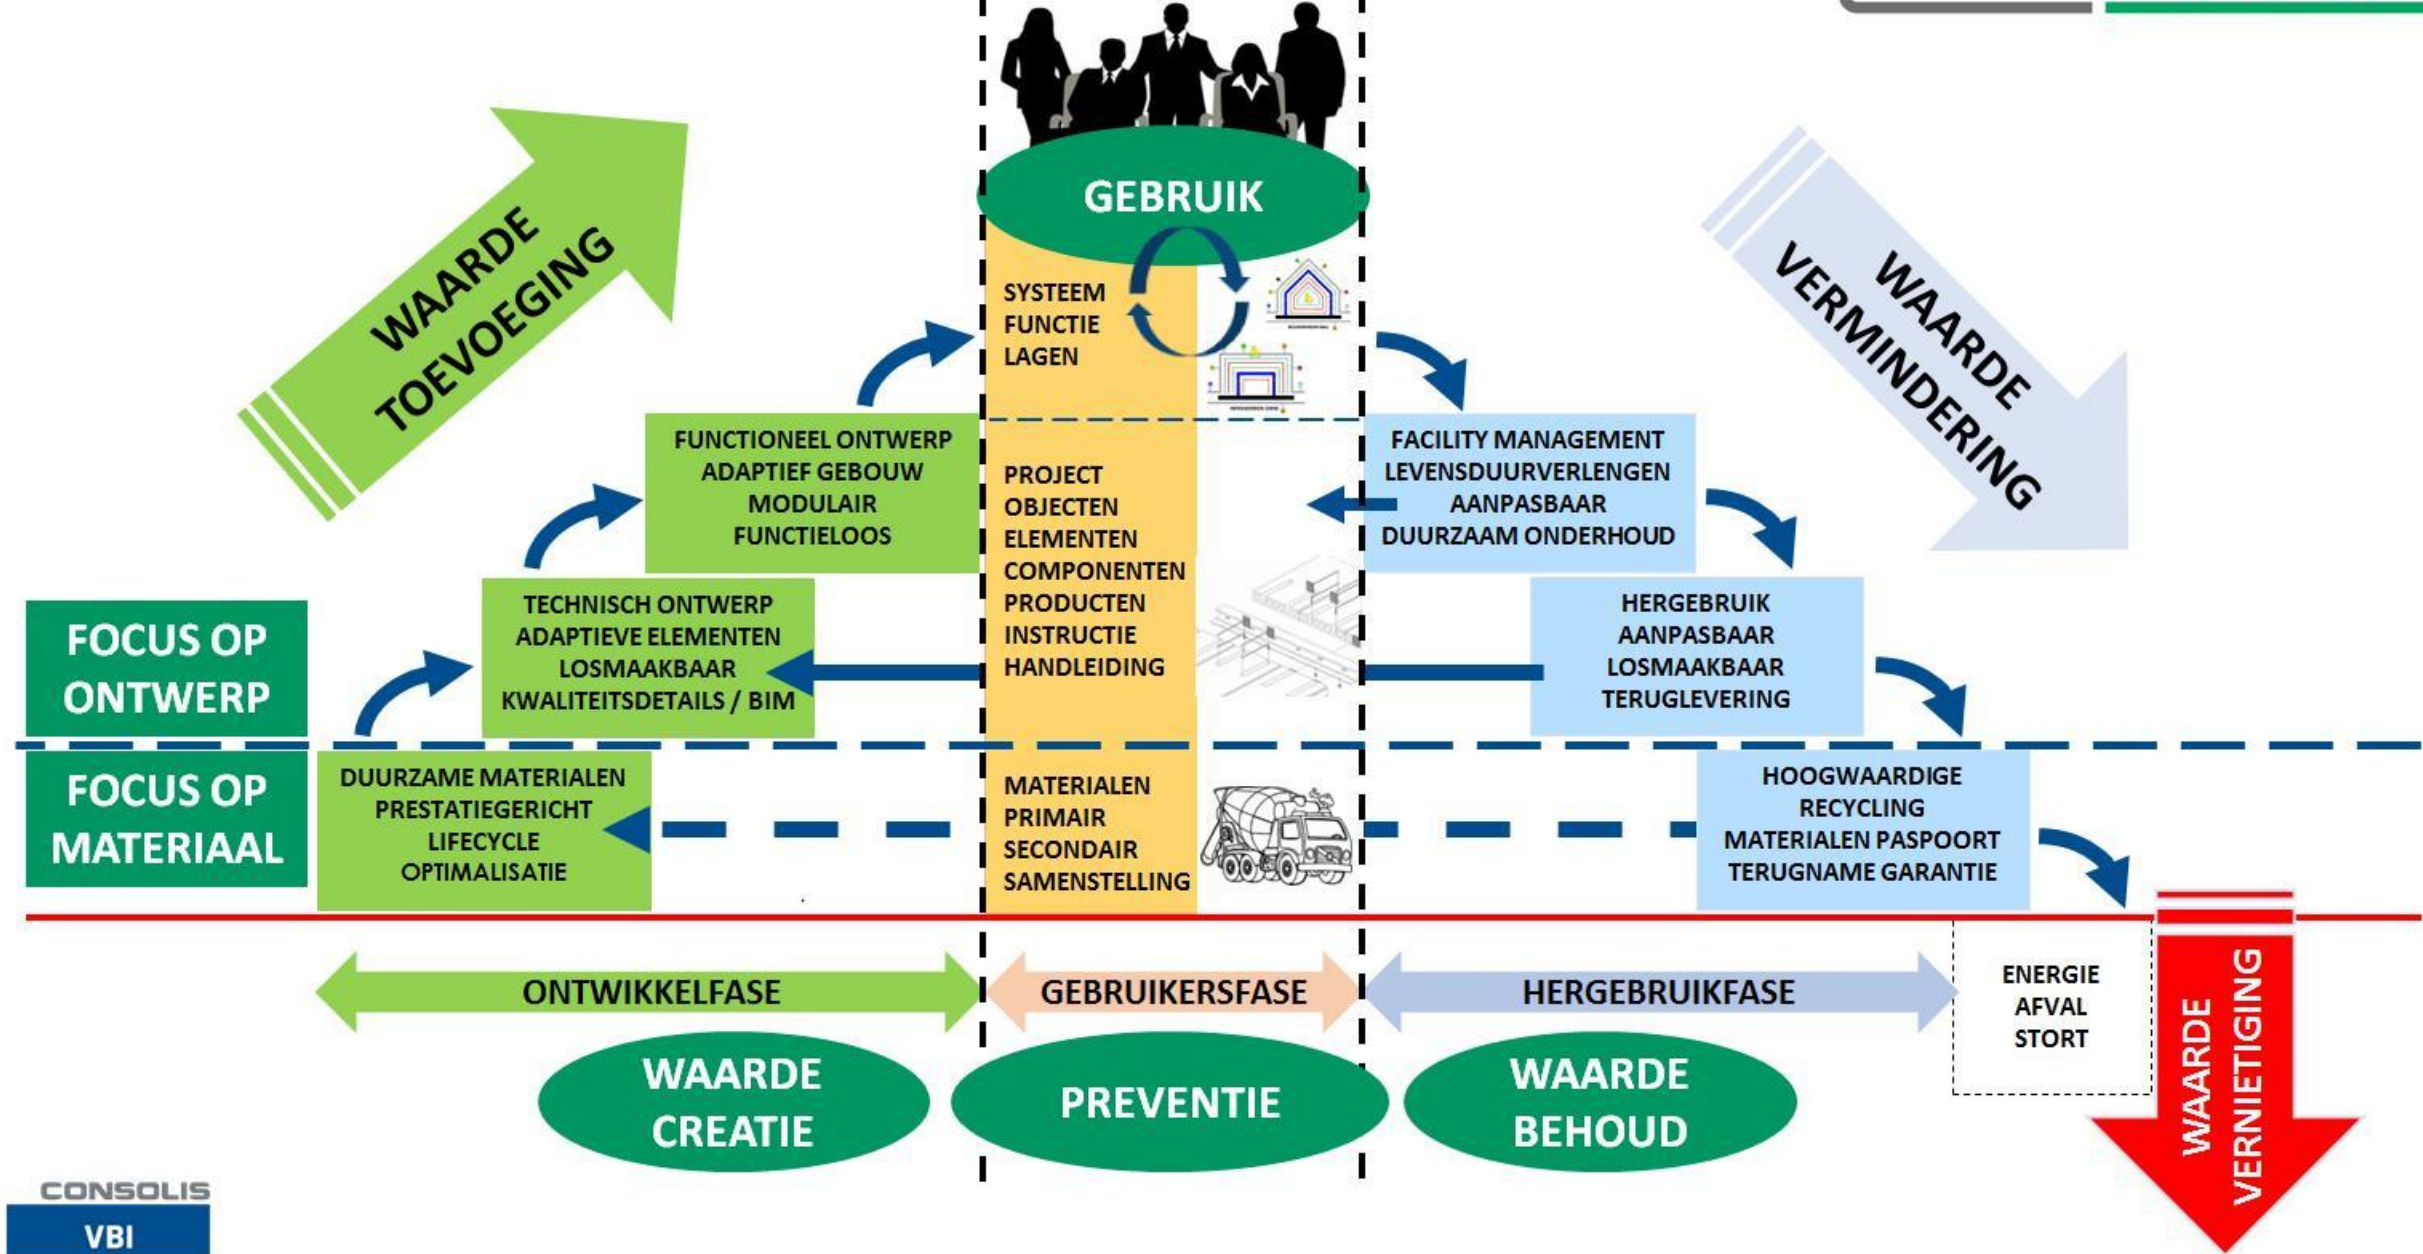 GEBRUIK
WAARDE
TOEVOEGING
WAARDE
VERMINDERING
SYSTEEM
FUNCTIE
LAGEN
FUNCTIONEEL ONTWERP
ADAPTIEF GEBOUW
MODULAIR
FUNCTIELOOS
PROJECT
OBJECTEN
ELEMENTEN
COMPONENTEN
PRODUCTEN
INSTRUCTIE
HANDLEIDING
FACILITY MANAGEMENT
LEVENSDUURVERLENGEN
AANPASBAAR
DUURZAAM ONDERHOUD
FOCUS OP
ONTWERP
TECHNISCH ONTWERP
ADAPTIEVE ELEMENTEN
LOSMAAKBAAR
KWALITEITSDETAILS / BIM
HERGEBRUIK
AANPASBAAR
LOSMAAKBAAR
TERUGLEVERING
FOCUS OP
MATERIAAL
DUURZAME MATERIALEN
PRESTATIEGERICHT
LIFECYCLE
OPTIMALISATIE
MATERIALEN
PRIMAIR
SECONDAIR
SAMENSTELLING
HOOGWAARDIGE
RECYCLING
MATERIALEN PASPOORT
TERUGNAME GARANTIE
ONTWIKKELFASE
GEBRUIKERSFASE
HERGEBRUIKFASE
ENERGIE
AFVAL
STORT
WAARDE
VERNIETIGING
WAARDE
CREATIE
PREVENTIE
WAARDE
BEHOUD
CONSOLIS
VBI